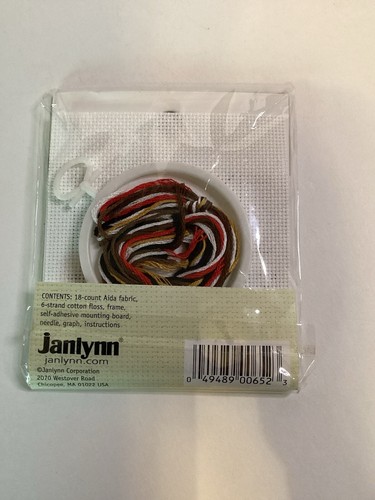 CONTENTS: 18-count Aida fabric,
6-strand cotton floss, frame,
self-adhesive mounting board,
needle, graph, instructions
janlynn®
janlynn.com
©Janlynn Corporation
2070 Westover Road
Chicopee, MA 01022 USA
0 49489 00652 3